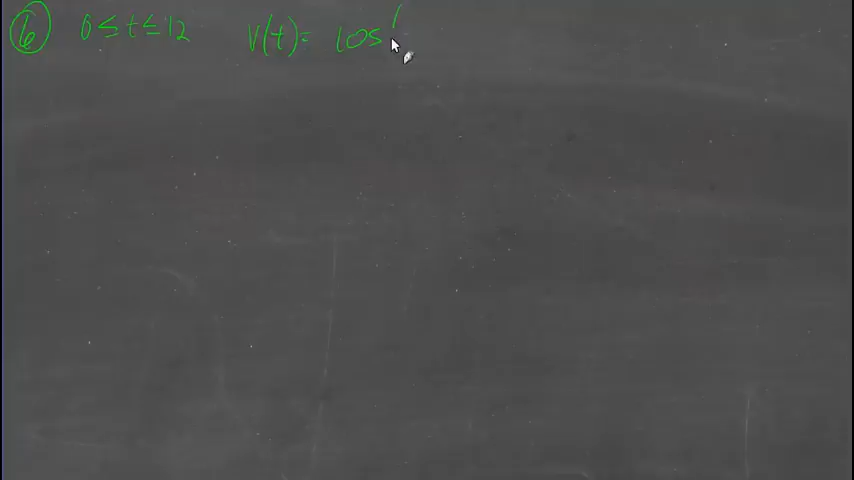 6 0 ≤ t ≤ 12 v(t) = cos(